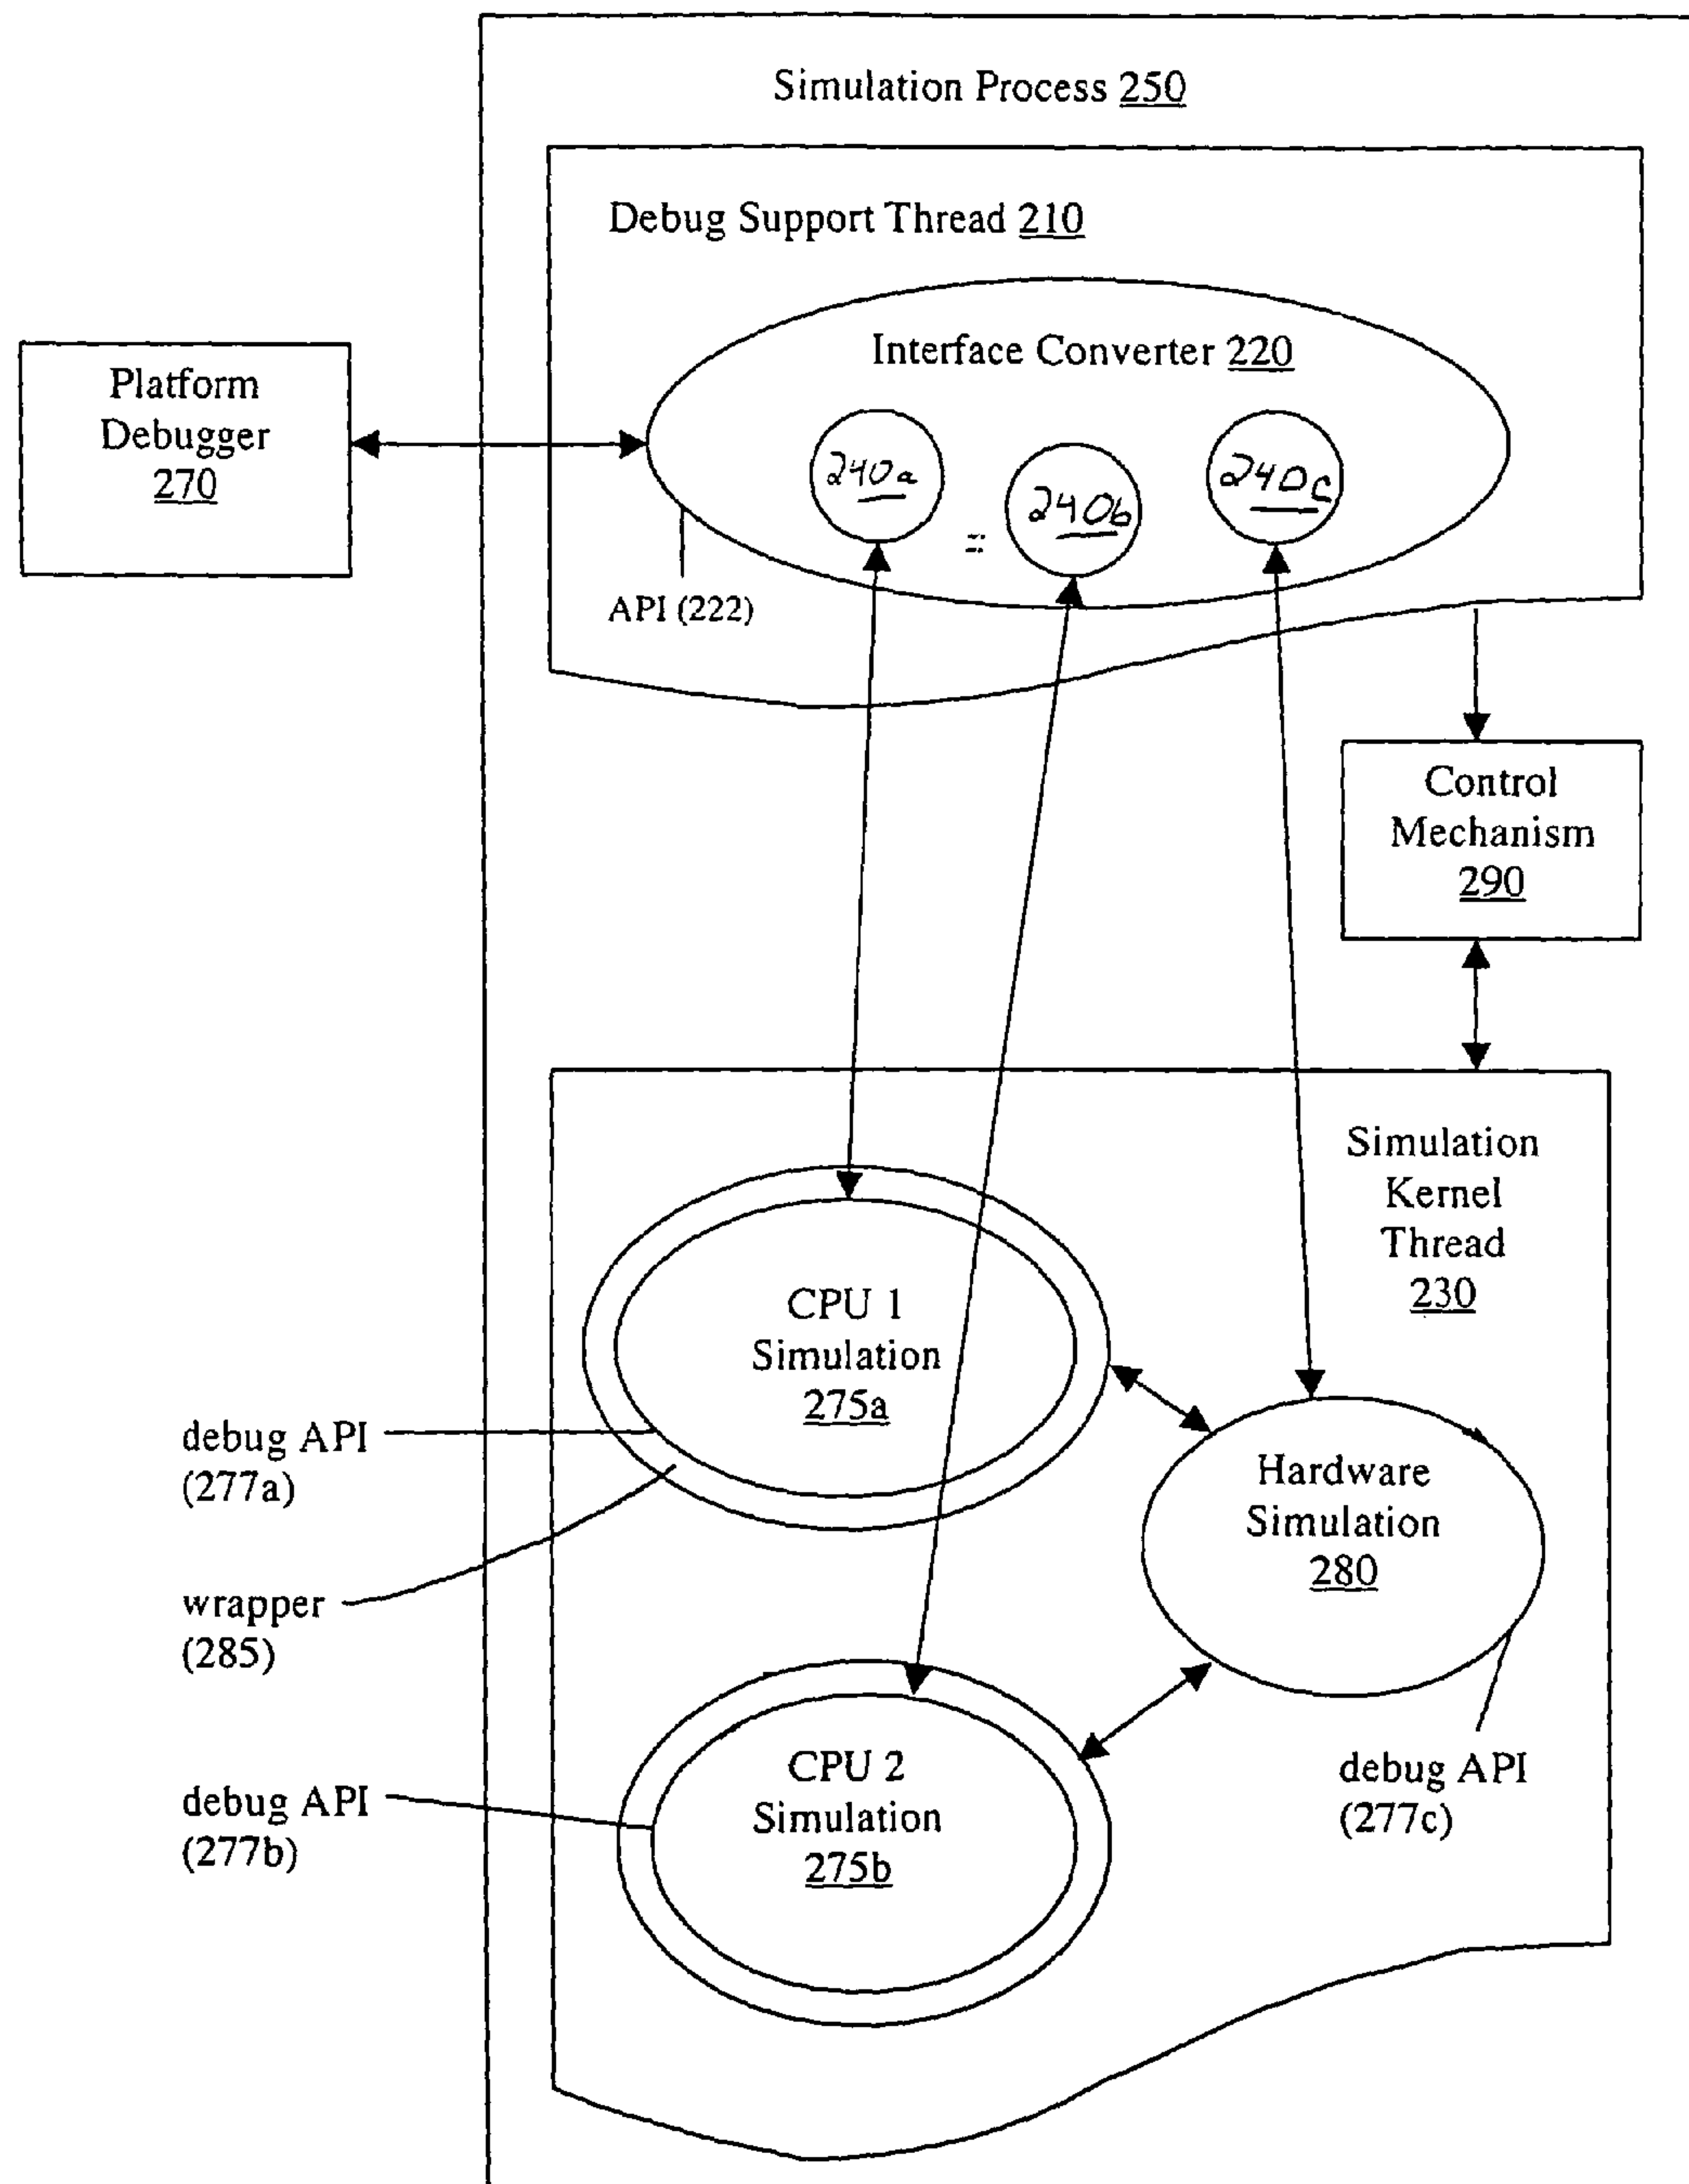 Simulation Process 250
Debug Support Thread 210
Interface Converter 220
Platform
Debugger
270
240a
=
240b
240c
API (222)
Control
Mechanism
290
Simulation
Kernel
Thread
230
CPU 1
Simulation
275a
debug API
(277a)
Hardware
Simulation
280
wrapper
(285)
CPU 2
Simulation
275b
debug API
(277b)
debug API
(277c)